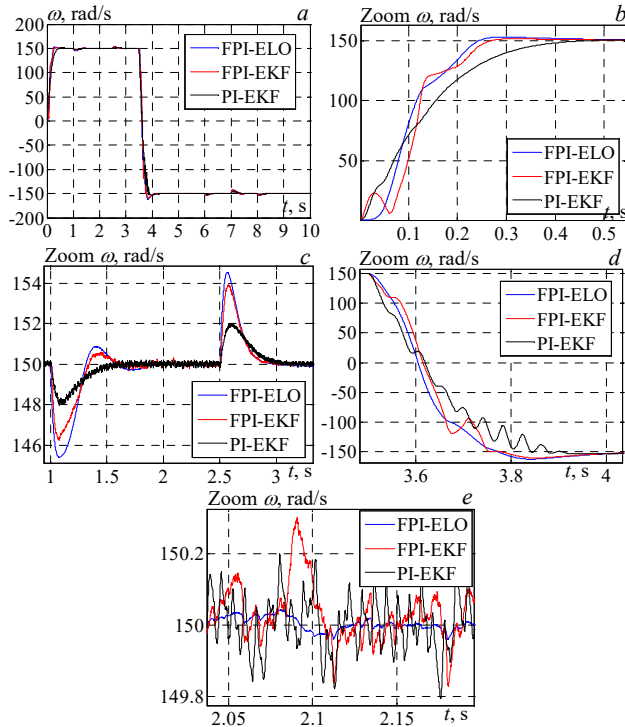 ω, rad/s
a
200
150
100
50
0
-50
-100
-150
-200
FPI-ELO
FPI-EKF
PI-EKF
0 1 2 3 4 5 6 7 8 9 10
t, s
Zoom ω, rad/s
b
150
100
50
FPI-ELO
FPI-EKF
PI-EKF
0.1 0.2 0.3 0.4 0.5
t, s
Zoom ω, rad/s
c
154
152
150
148
146
FPI-ELO
FPI-EKF
PI-EKF
1 1.5 2 2.5 3
t, s
Zoom ω, rad/s
d
150
100
50
0
-50
-100
-150
FPI-ELO
FPI-EKF
PI-EKF
3.6 3.8 4
t, s
Zoom ω, rad/s
e
150.2
150
149.8
FPI-ELO
FPI-EKF
PI-EKF
2.05 2.1 2.15
t, s